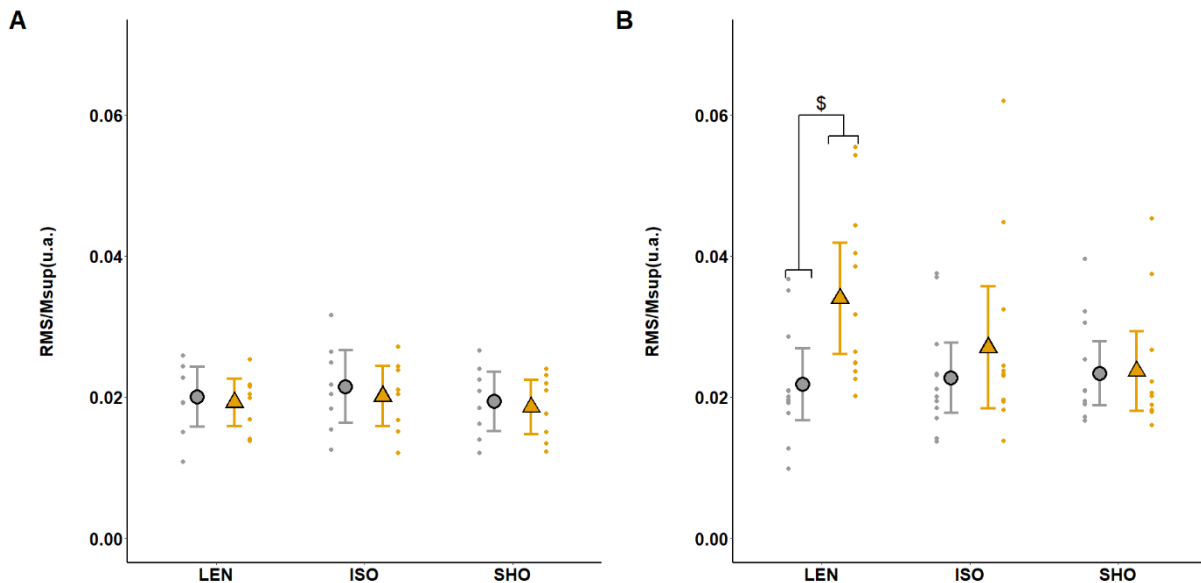 A
RMS/Msup(u.a.)
0.06
0.04
0.02
0.00
LEN
ISO
SHO
B
RMS/Msup(u.a.)
0.06
0.04
0.02
0.00
$
LEN
ISO
SHO